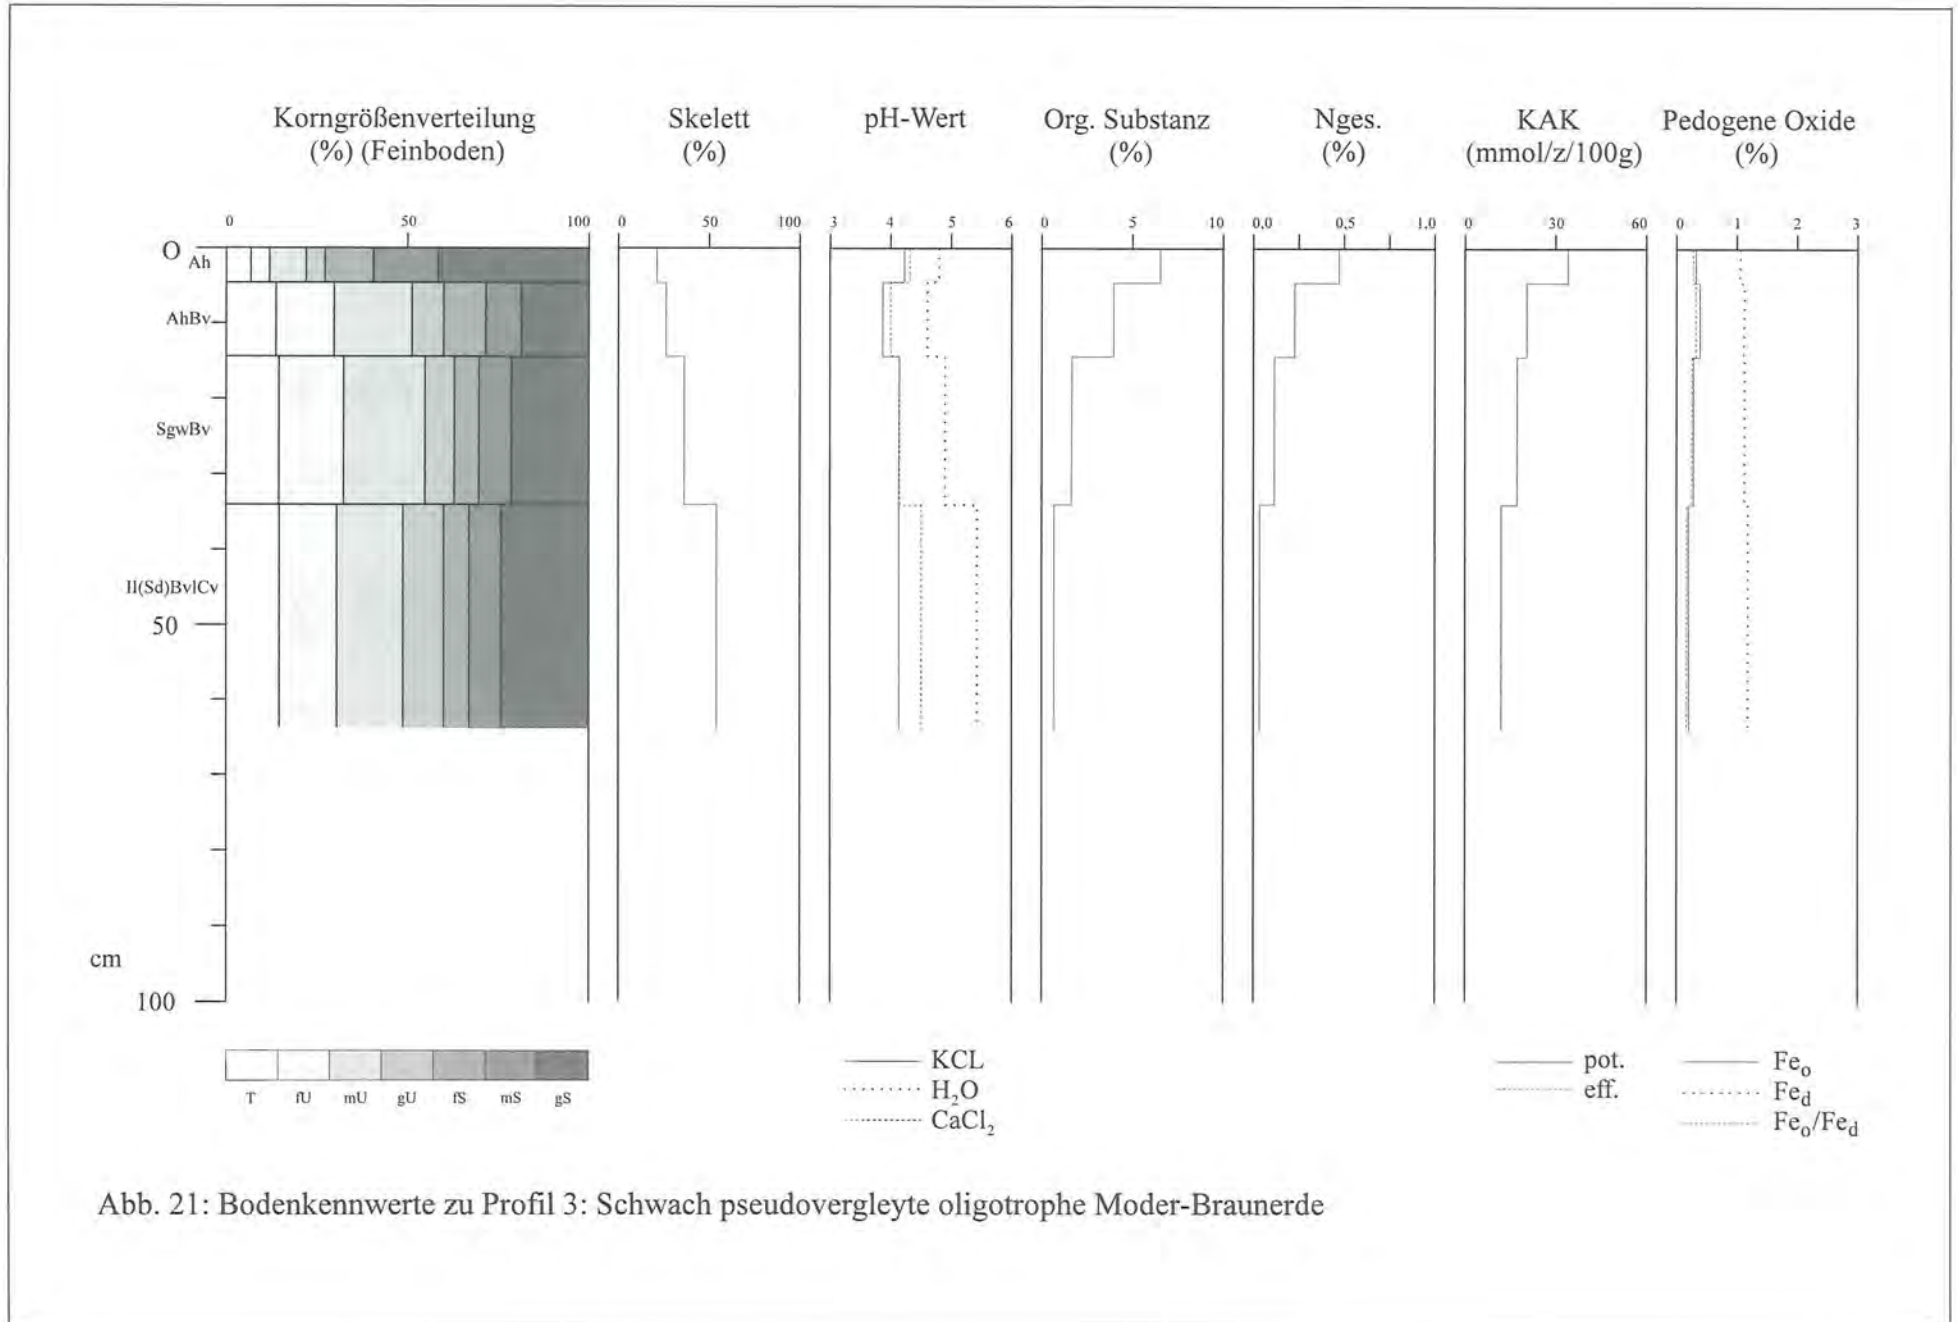 Korngrößenverteilung
(%) (Feinboden)
Skelett
(%)
pH-Wert
Org. Substanz
(%)
Nges.
(%)
KAK
(mmol/z/100g)
Pedogene Oxide
(%)
0 50 100
0 50 100
3 4 5 6
0 5 10
0,0 0,5 1,0
0 30 60
0 1 2 3
O
Ah
AhBv
SgwBv
II(Sd)BvlCv
50
cm
100
T fU mU gU fS mS gS
KCL
H₂O
CaCl₂
pot.
eff.
Feₒ
Fed
Feₒ/Fed
Abb. 21: Bodenkennwerte zu Profil 3: Schwach pseudovergleyte oligotrophe Moder-Braunerde